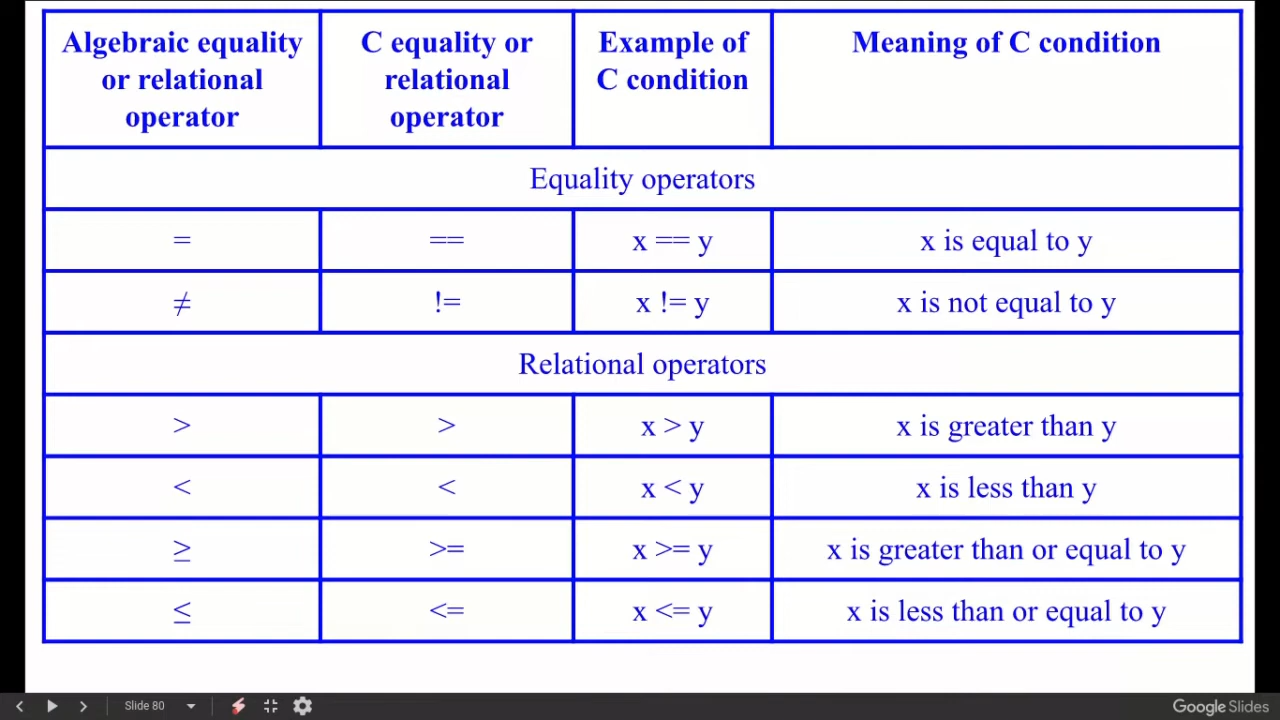 Algebraic equality or relational operator
C equality or relational operator
Example of C condition
Meaning of C condition
Equality operators
= == x == y x is equal to y
≠ != x != y x is not equal to y
Relational operators
> > x > y x is greater than y
< < x < y x is less than y
≥ >= x >= y x is greater than or equal to y
≤ <= x <= y x is less than or equal to y
Slide 80
Google Slides